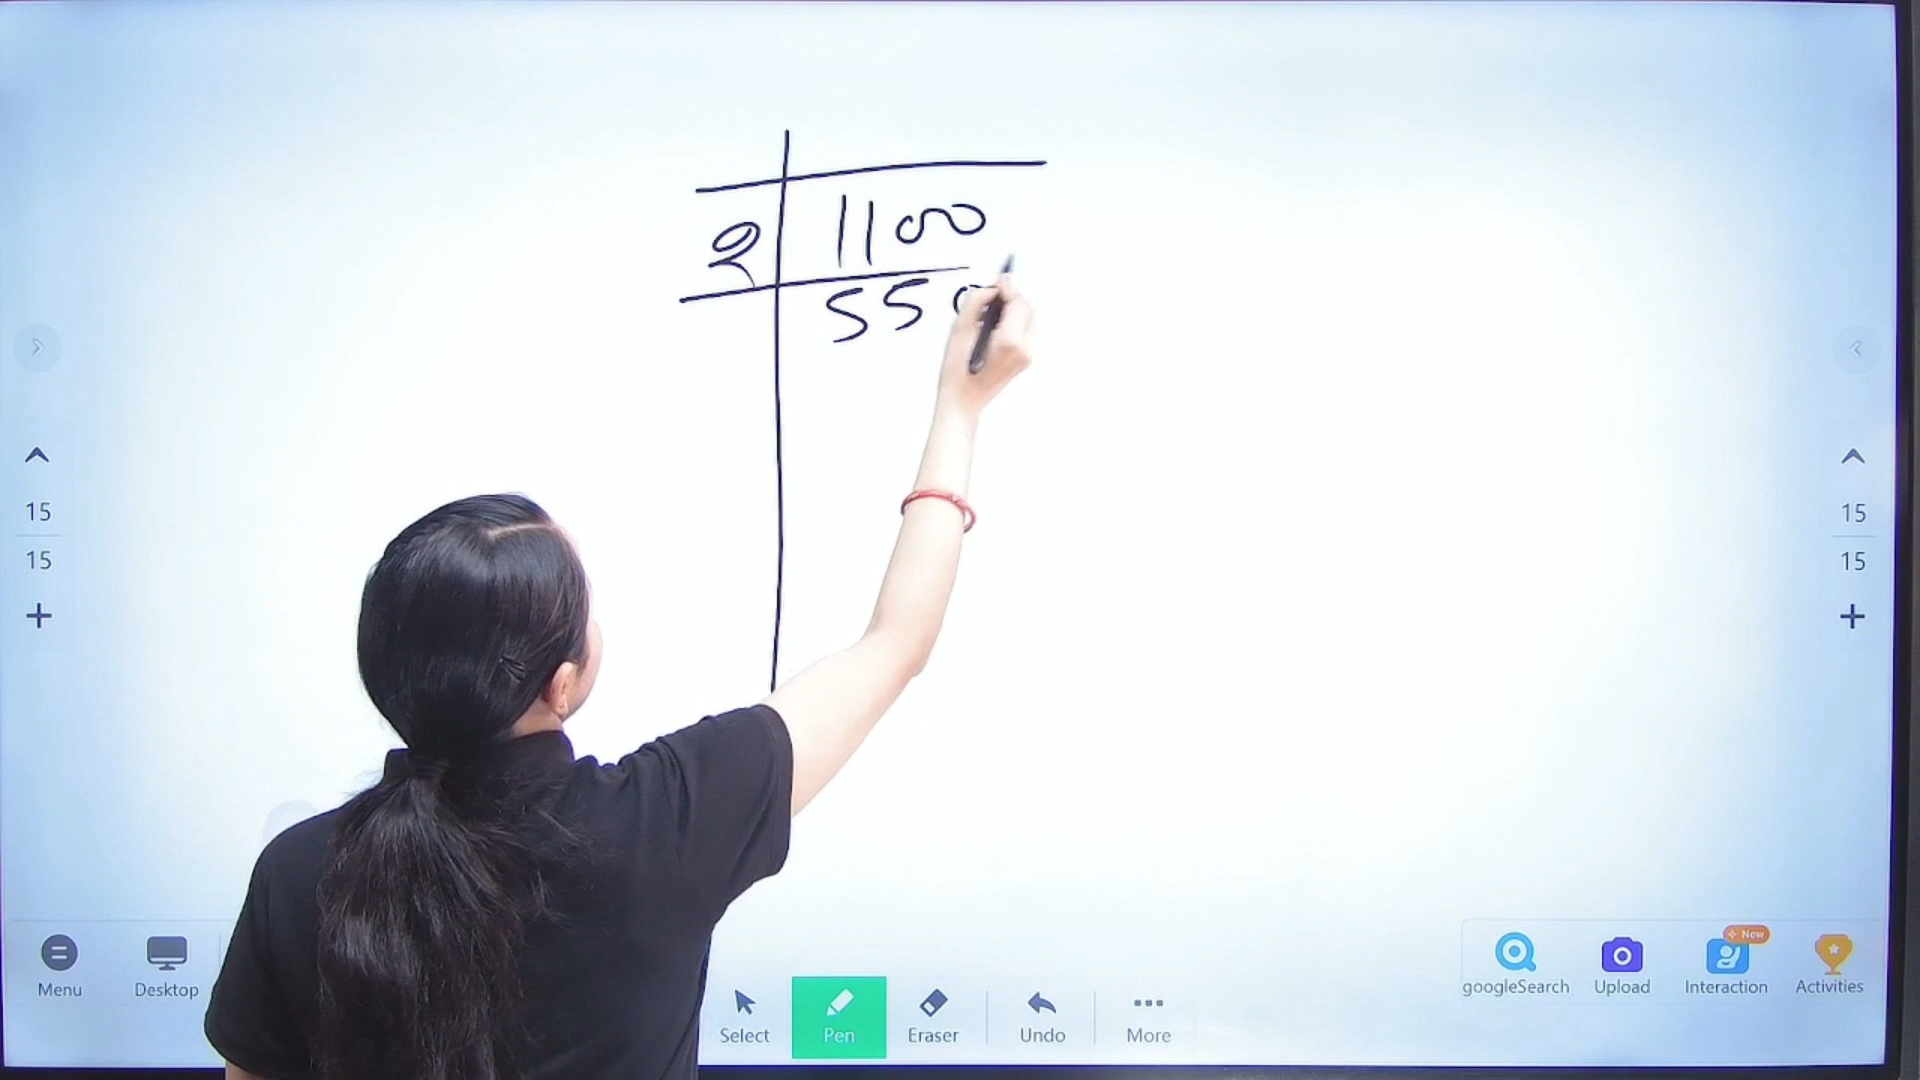 2 1100
550
15
15
15
15
Menu
Desktop
Select
Pen
Eraser
Undo
More
googleSearch
Upload
New
Interaction
Activities